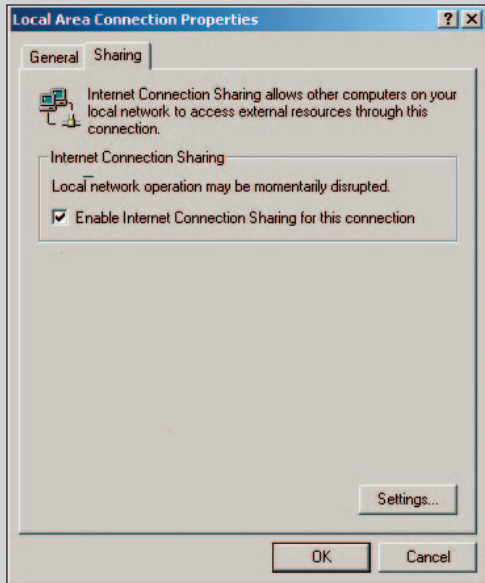 Local Area Connection Properties
General Sharing
Internet Connection Sharing allows other computers on your
local network to access external resources through this
connection.
Internet Connection Sharing
Local network operation may be momentarily disrupted.
Enable Internet Connection Sharing for this connection
Settings...
OK Cancel